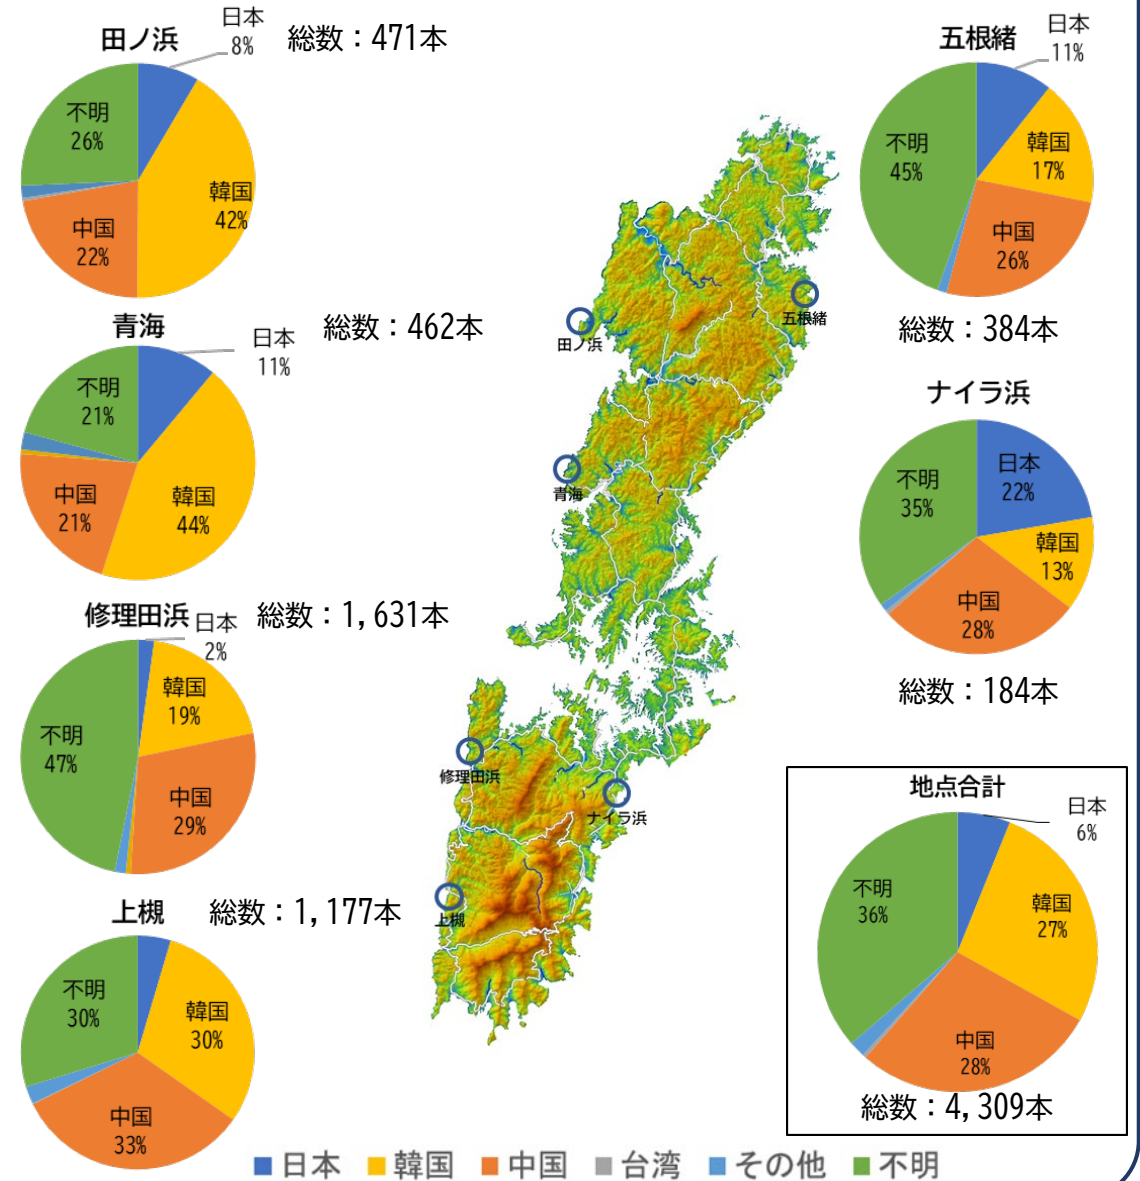 田ノ浜
日本
8%
総数：471本
不明
26%
韓国
42%
中国
22%
青海
日本
11%
総数：462本
不明
21%
中国
21%
韓国
44%
修理田浜
日本
2%
総数：1,631本
韓国
19%
不明
47%
中国
29%
上槻
総数：1,177本
不明
30%
韓国
30%
中国
33%
田ノ浜
五根緒
青海
修理田浜
ナイラ浜
上槻
五根緒
日本
11%
不明
45%
韓国
17%
中国
26%
総数：384本
ナイラ浜
日本
22%
不明
35%
韓国
13%
中国
28%
総数：184本
地点合計
日本
6%
不明
36%
韓国
27%
中国
28%
総数：4,309本
日本 韓国 中国 台湾 その他 不明